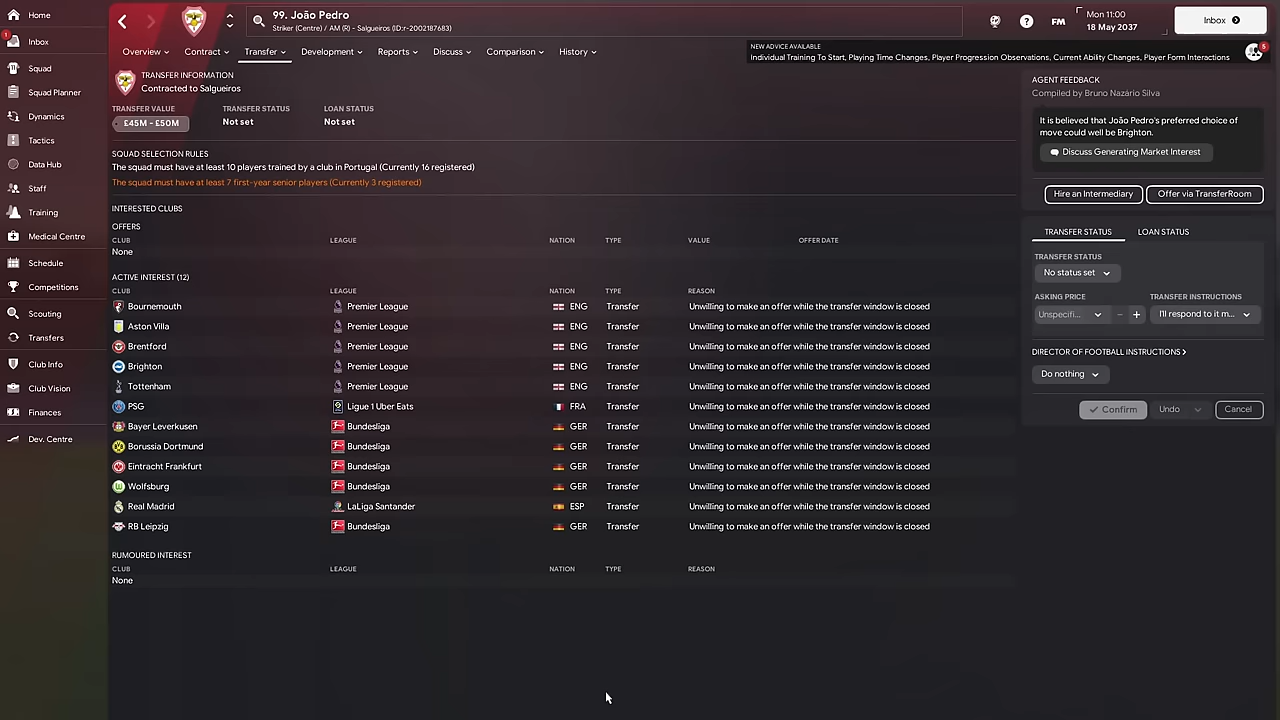 99. João Pedro
Striker (Centre) / AM (R) - Salgueiros (ID:r-2002187683)
FM
Mon 11:00
18 May 2037
Inbox
1
Home
Inbox
Squad
Squad Planner
Dynamics
Tactics
Data Hub
Staff
Training
Medical Centre
Schedule
Competitions
Scouting
Transfers
Club Info
Club Vision
Finances
Dev. Centre
Overview Contract Transfer Development Reports Discuss Comparison History
NEW ADVICE AVAILABLE
Individual Training To Start, Playing Time Changes, Player Progression Observations, Current Ability Changes, Player Form Interactions
5
TRANSFER INFORMATION
Contracted to Salgueiros
TRANSFER VALUE TRANSFER STATUS LOAN STATUS
£45M - £50M Not set Not set
SQUAD SELECTION RULES
The squad must have at least 10 players trained by a club in Portugal (Currently 16 registered)
The squad must have at least 7 first-year senior players (Currently 3 registered)
INTERESTED CLUBS
OFFERS
CLUB LEAGUE NATION TYPE VALUE OFFER DATE
None
ACTIVE INTEREST (12)
CLUB LEAGUE NATION TYPE REASON
Bournemouth Premier League ENG Transfer Unwilling to make an offer while the transfer window is closed
Aston Villa Premier League ENG Transfer Unwilling to make an offer while the transfer window is closed
Brentford Premier League ENG Transfer Unwilling to make an offer while the transfer window is closed
Brighton Premier League ENG Transfer Unwilling to make an offer while the transfer window is closed
Tottenham Premier League ENG Transfer Unwilling to make an offer while the transfer window is closed
PSG Ligue 1 Uber Eats FRA Transfer Unwilling to make an offer while the transfer window is closed
Bayer Leverkusen Bundesliga GER Transfer Unwilling to make an offer while the transfer window is closed
Borussia Dortmund Bundesliga GER Transfer Unwilling to make an offer while the transfer window is closed
Eintracht Frankfurt Bundesliga GER Transfer Unwilling to make an offer while the transfer window is closed
Wolfsburg Bundesliga GER Transfer Unwilling to make an offer while the transfer window is closed
Real Madrid LaLiga Santander ESP Transfer Unwilling to make an offer while the transfer window is closed
RB Leipzig Bundesliga GER Transfer Unwilling to make an offer while the transfer window is closed
RUMOURED INTEREST
CLUB LEAGUE NATION TYPE REASON
None
AGENT FEEDBACK
Compiled by Bruno Nazário Silva
It is believed that João Pedro's preferred choice of
move could well be Brighton.
Discuss Generating Market Interest
Hire an Intermediary Offer via TransferRoom
TRANSFER STATUS LOAN STATUS
TRANSFER STATUS
No status set
ASKING PRICE TRANSFER INSTRUCTIONS
Unspecifi... I'll respond to it m...
DIRECTOR OF FOOTBALL INSTRUCTIONS
Do nothing
Confirm Undo Cancel